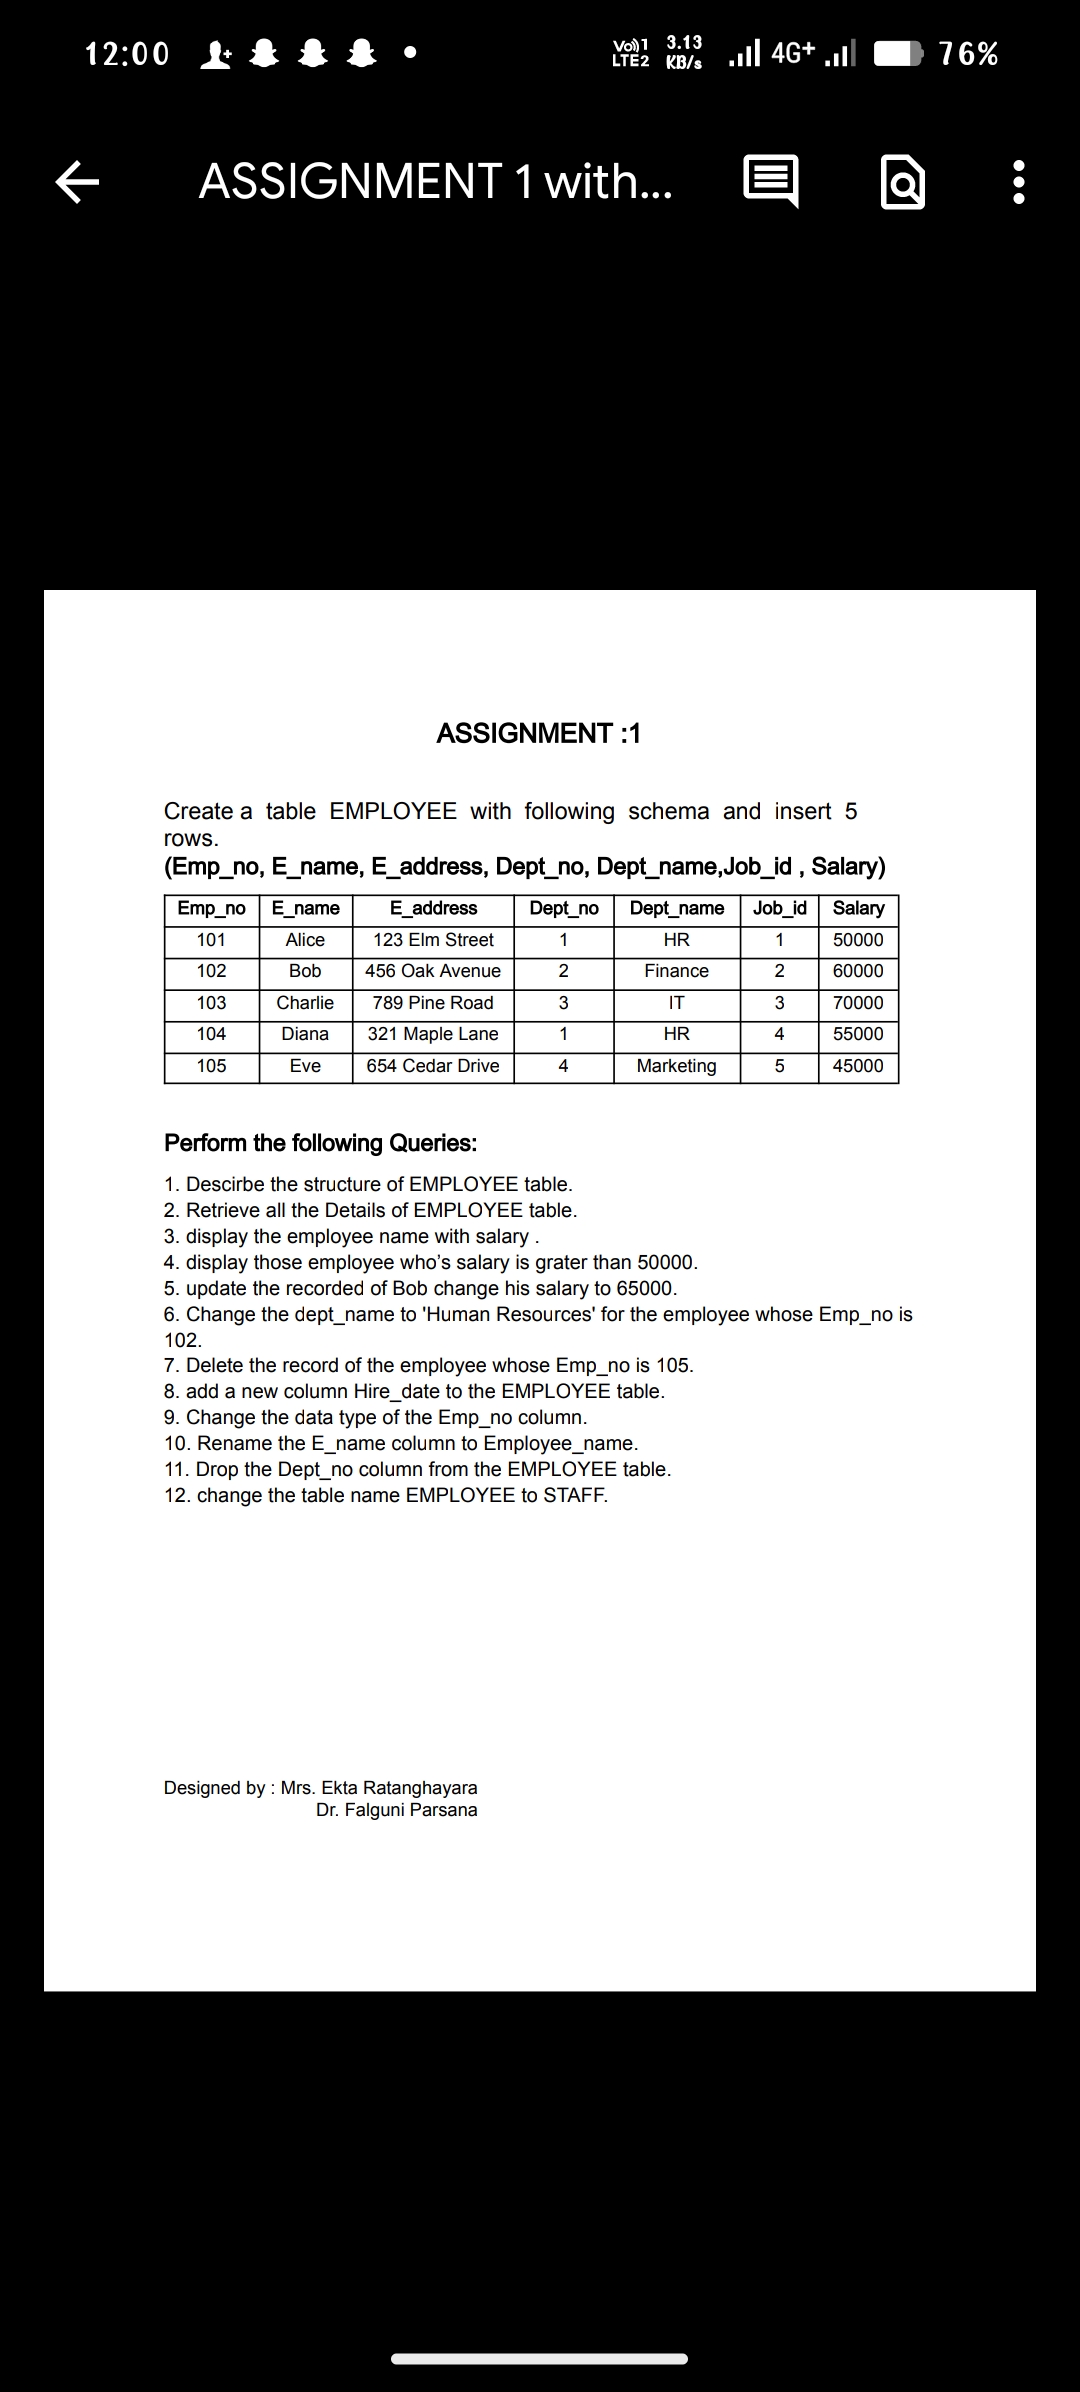 12:00 Vo)) 1 LTE2 3.13 KB/s 4G+ 76%
ASSIGNMENT 1 with...
ASSIGNMENT :1
Create a table EMPLOYEE with following schema and insert 5
rows.
(Emp_no, E_name, E_address, Dept_no, Dept_name,Job_id , Salary)
Emp_no E_name E_address Dept_no Dept_name Job_id Salary
101 Alice 123 Elm Street 1 HR 1 50000
102 Bob 456 Oak Avenue 2 Finance 2 60000
103 Charlie 789 Pine Road 3 IT 3 70000
104 Diana 321 Maple Lane 1 HR 4 55000
105 Eve 654 Cedar Drive 4 Marketing 5 45000
Perform the following Queries:
1. Descirbe the structure of EMPLOYEE table.
2. Retrieve all the Details of EMPLOYEE table.
3. display the employee name with salary .
4. display those employee who’s salary is grater than 50000.
5. update the recorded of Bob change his salary to 65000.
6. Change the dept_name to 'Human Resources' for the employee whose Emp_no is
102.
7. Delete the record of the employee whose Emp_no is 105.
8. add a new column Hire_date to the EMPLOYEE table.
9. Change the data type of the Emp_no column.
10. Rename the E_name column to Employee_name.
11. Drop the Dept_no column from the EMPLOYEE table.
12. change the table name EMPLOYEE to STAFF.
Designed by : Mrs. Ekta Ratanghayara
Dr. Falguni Parsana